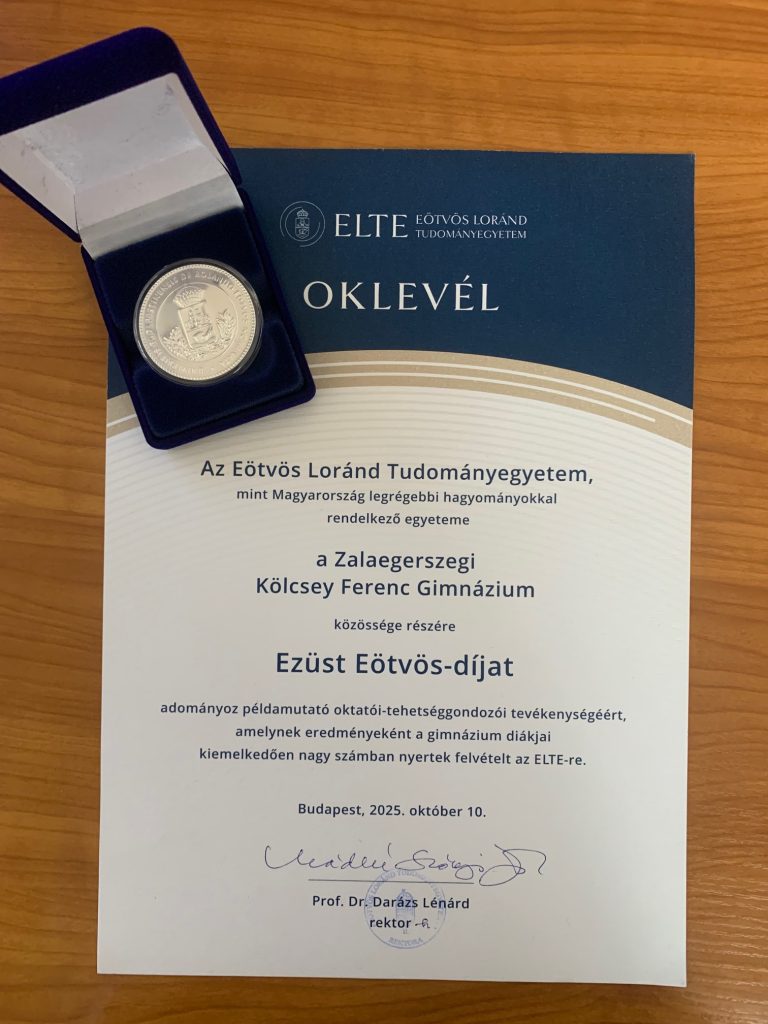 ELTE EÖTVÖS LORÁND
TUDOMÁNYEGYETEM
OKLEVÉL
Az Eötvös Loránd Tudományegyetem,
mint Magyarország legrégebbi hagyományokkal
rendelkező egyeteme
a Zalaegerszegi
Kölcsey Ferenc Gimnázium
közössége részére
Ezüst Eötvös-díjat
adományoz példamutató oktatói-tehetséggondozói tevékenységéért,
amelynek eredményeként a gimnázium diákjai
kiemelkedően nagy számban nyertek felvételt az ELTE-re.
Budapest, 2025. október 10.
Prof. Dr. Darázs Lénárd
rektor
REKTORA